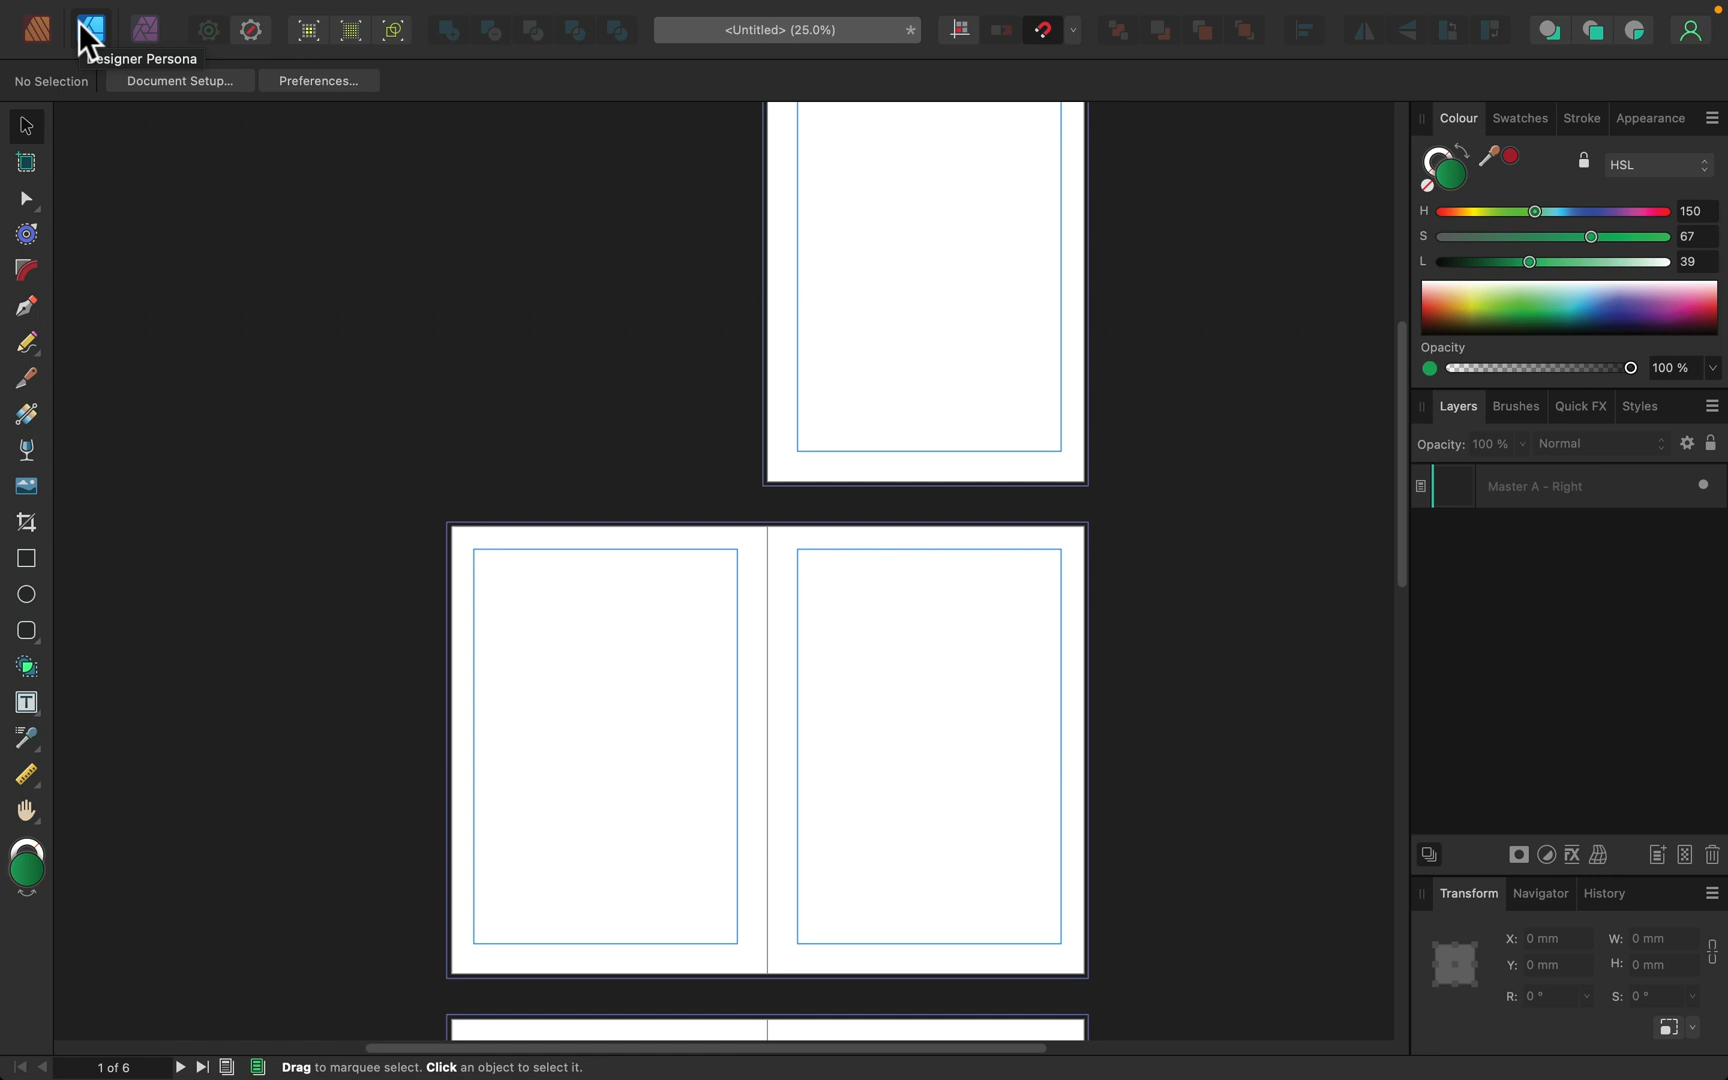 <Untitled> (25.0%)
*
Designer Persona
No Selection
Document Setup...
Preferences...
Colour
Swatches
Stroke
Appearance
HSL
H
150
S
67
L
39
Opacity
100 %
Layers
Brushes
Quick FX
Styles
Opacity: 100 %
Normal
Master A - Right
Transform
Navigator
History
X: 0 mm
W: 0 mm
Y: 0 mm
H: 0 mm
R: 0 °
S: 0 °
1 of 6
Drag to marquee select. Click an object to select it.